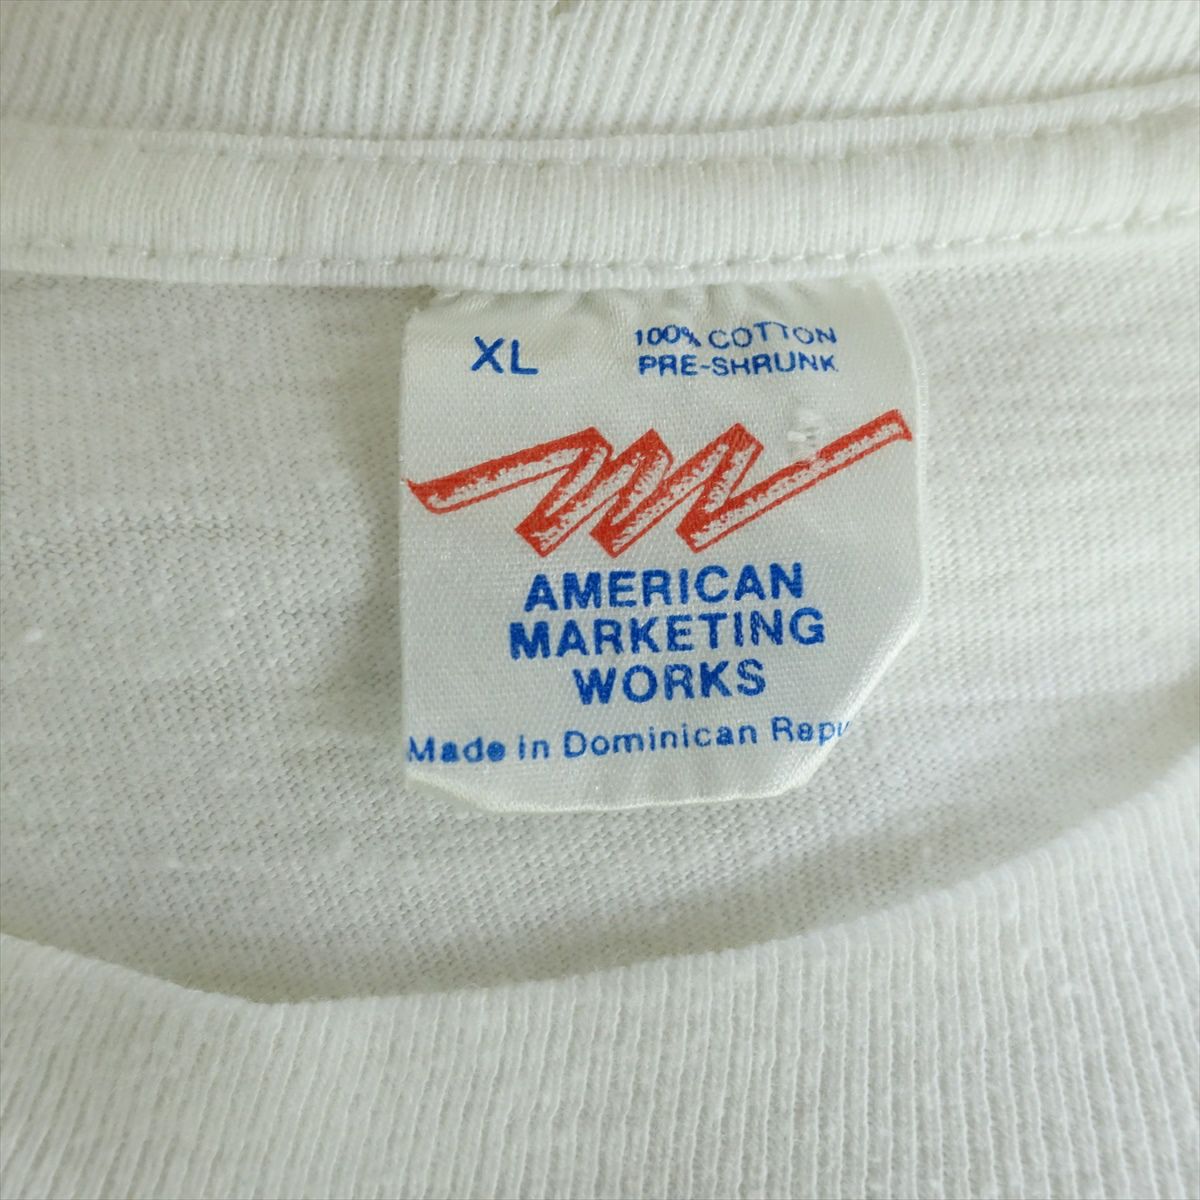 XL
100% COTTON
PRE-SHRUNK
AMERICAN
MARKETING
WORKS
Made in Dominican Repu